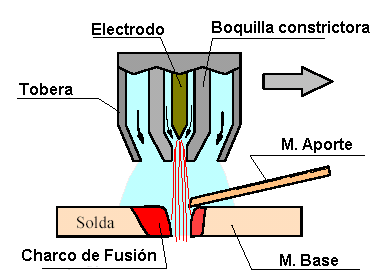 Electrodo
Boquilla constrictora
Tobera
M. Aporte
Solda
Charco de Fusión
M. Base